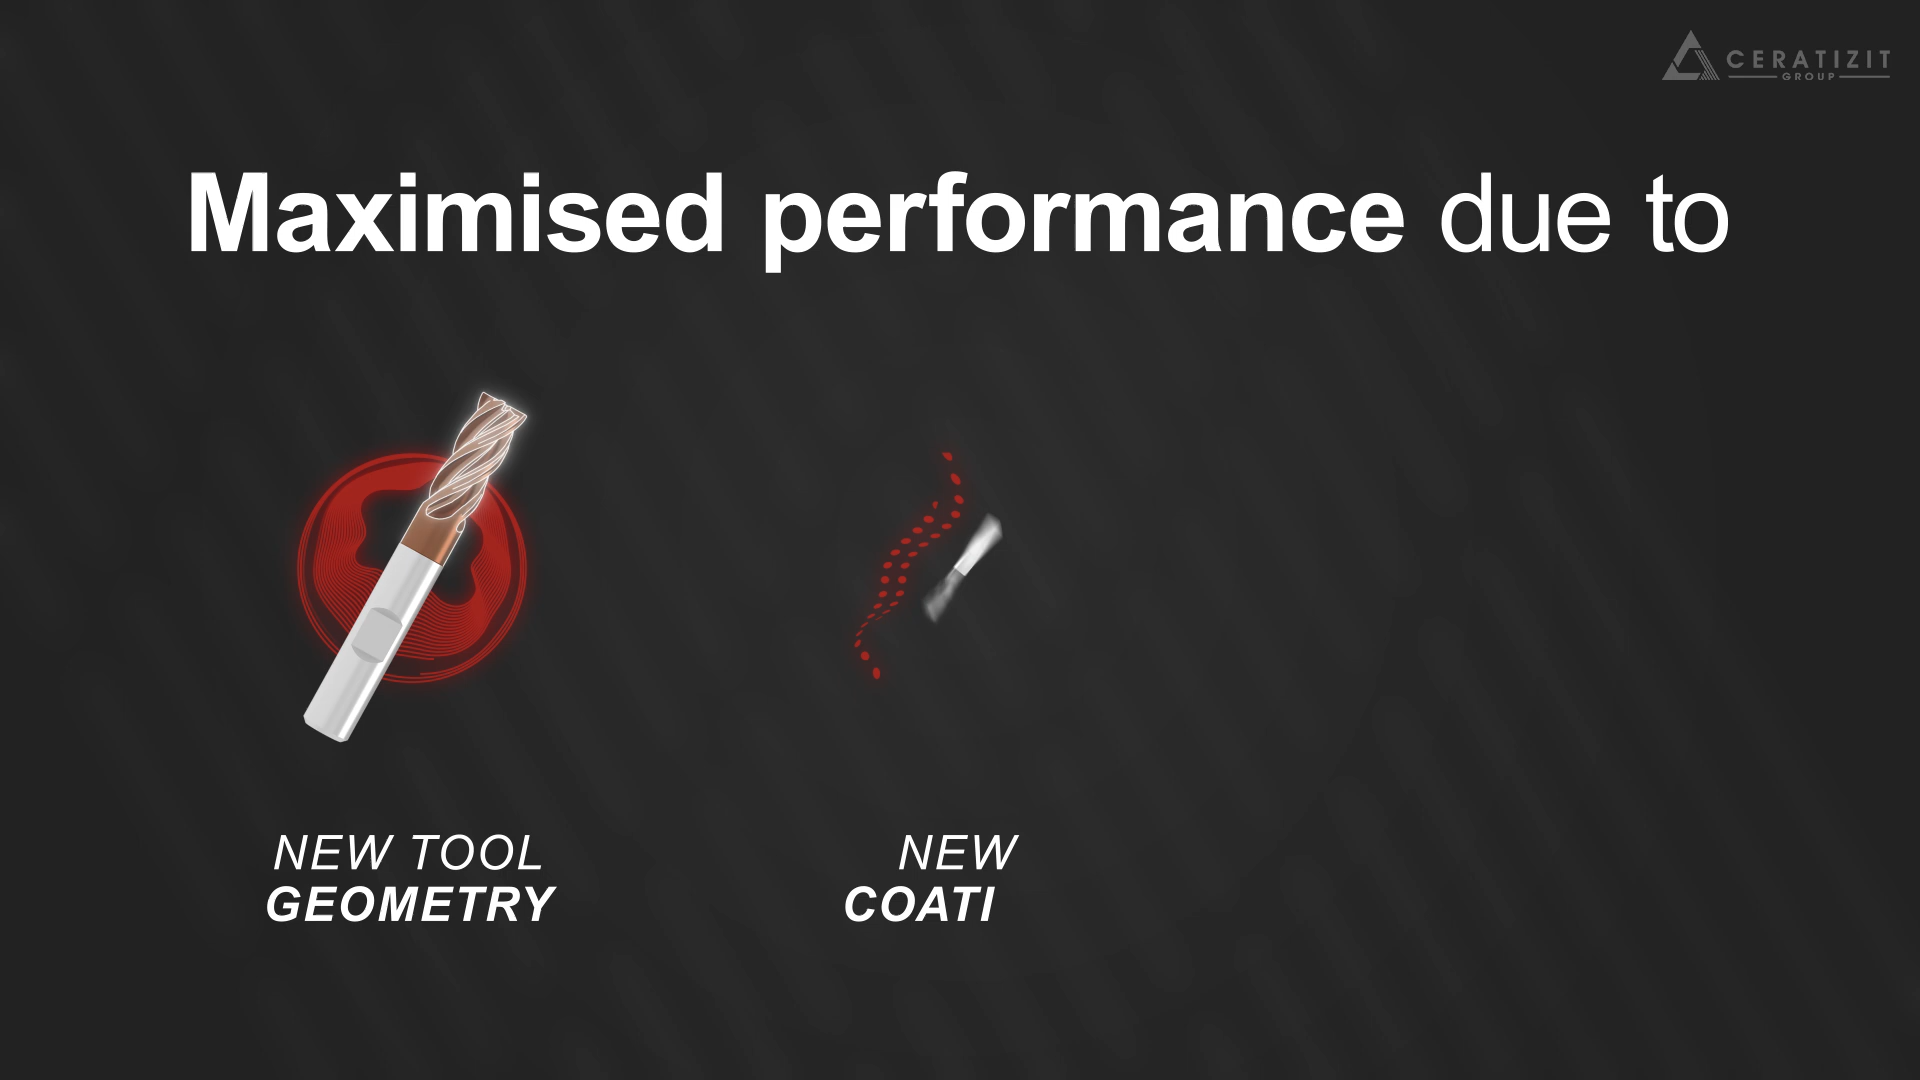 CERATIZIT
GROUP
Maximised performance due to
NEW TOOL
GEOMETRY
NEW
COATI